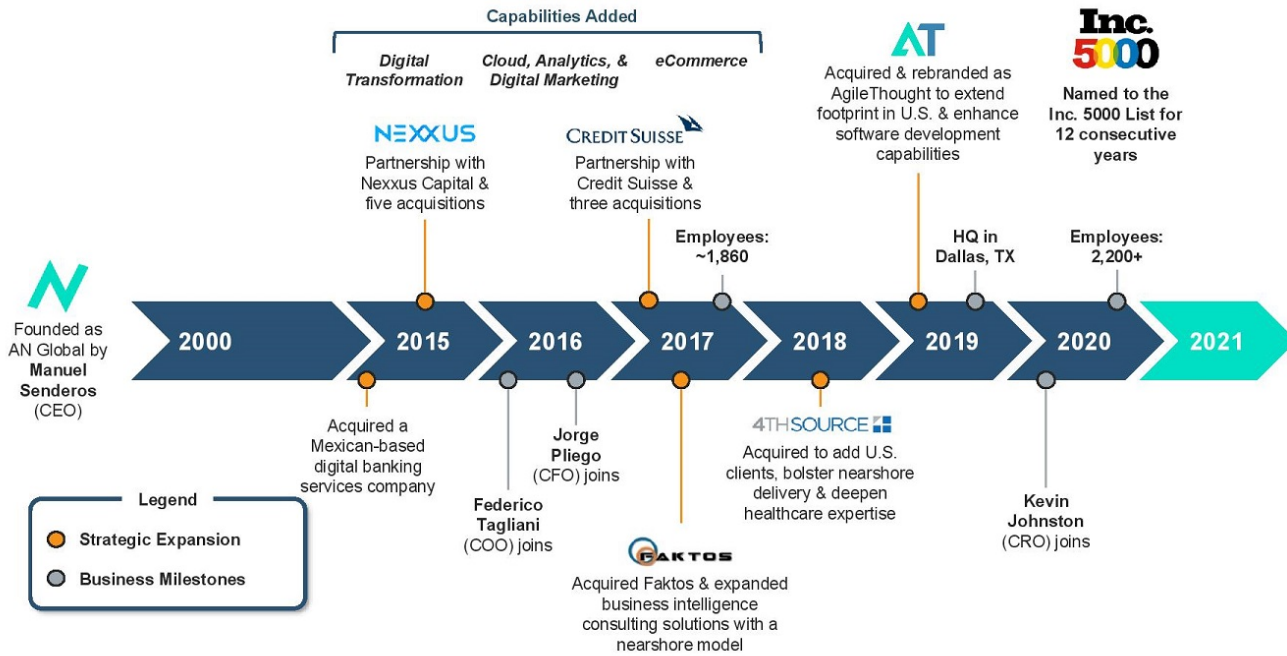 Capabilities Added
Digital
Transformation
Cloud, Analytics, &
Digital Marketing
eCommerce
NEXXUS
Partnership with
Nexxus Capital &
five acquisitions
CREDIT SUISSE
Partnership with
Credit Suisse &
three acquisitions
Employees:
~1,860
AT
Acquired & rebranded as
AgileThought to extend
footprint in U.S. & enhance
software development
capabilities
HQ in
Dallas, TX
Inc.
5000
Named to the
Inc. 5000 List for
12 consecutive
years
Employees:
2,200+
Founded as
AN Global by
Manuel
Senderos
(CEO)
2000
2015
2016
2017
2018
2019
2020
2021
Acquired a
Mexican-based
digital banking
services company
Federico
Tagliani
(COO) joins
Jorge
Pliego
(CFO) joins
FAKTOS
Acquired Faktos & expanded
business intelligence
consulting solutions with a
nearshore model
4TH SOURCE
Acquired to add U.S.
clients, bolster nearshore
delivery & deepen
healthcare expertise
Kevin
Johnston
(CRO) joins
Legend
Strategic Expansion
Business Milestones